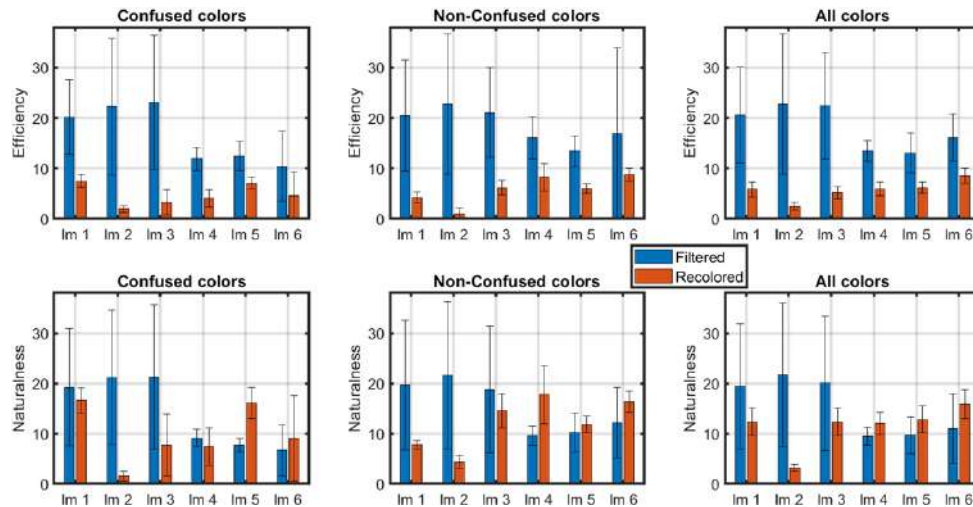 Confused colors
Efficiency
30
20
10
0
Im 1 Im 2 Im 3 Im 4 Im 5 Im 6
Non-Confused colors
Efficiency
30
20
10
0
Im 1 Im 2 Im 3 Im 4 Im 5 Im 6
All colors
Efficiency
30
20
10
0
Im 1 Im 2 Im 3 Im 4 Im 5 Im 6
Filtered
Recolored
Confused colors
Naturalness
30
20
10
0
Im 1 Im 2 Im 3 Im 4 Im 5 Im 6
Non-Confused colors
Naturalness
30
20
10
0
Im 1 Im 2 Im 3 Im 4 Im 5 Im 6
All colors
Naturalness
30
20
10
0
Im 1 Im 2 Im 3 Im 4 Im 5 Im 6